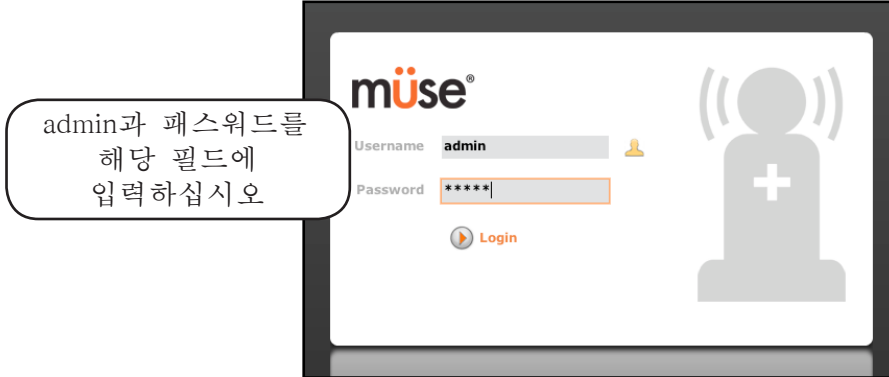 admin과 패스워드를
해당 필드에
입력하십시오
müse®
Username admin
Password *****
Login